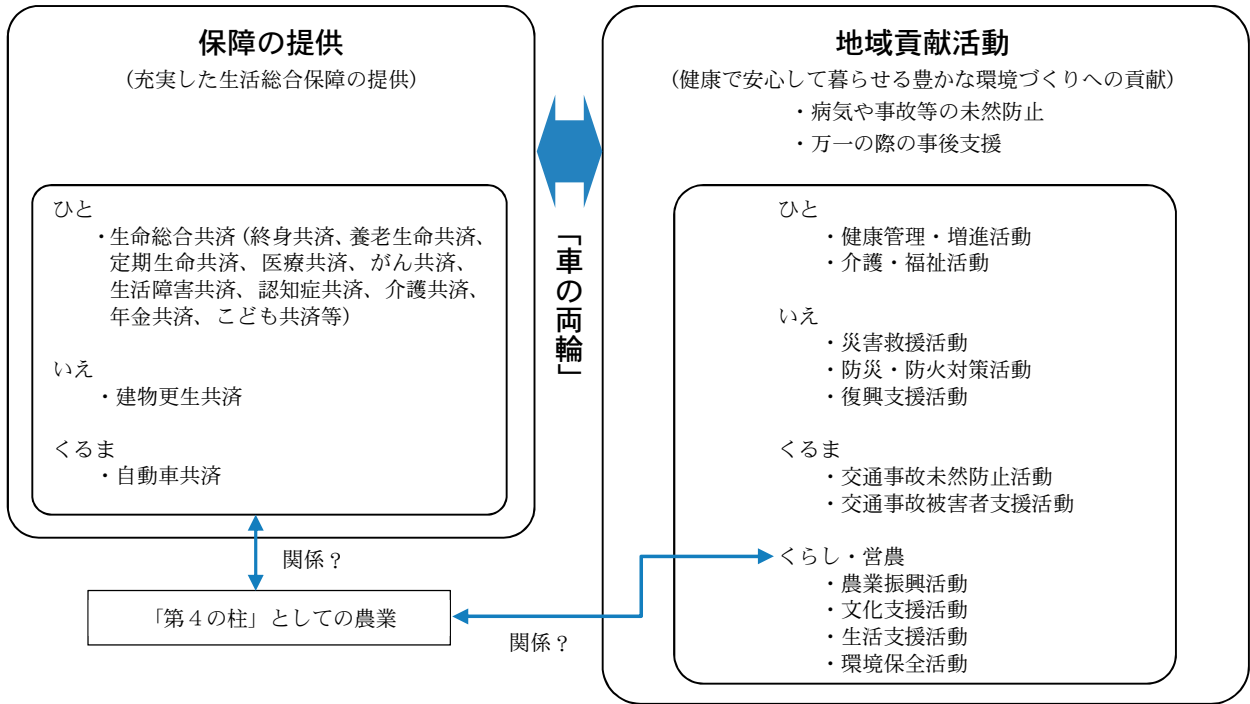 保障の提供
(充実した生活総合保障の提供)
ひと
・生命総合共済(終身共済、養老生命共済、
定期生命共済、医療共済、がん共済、
生活障害共済、認知症共済、介護共済、
年金共済、こども共済等)
いえ
・建物更生共済
くるま
・自動車共済
「車の両輪」
地域貢献活動
(健康で安心して暮らせる豊かな環境づくりへの貢献)
・病気や事故等の未然防止
・万一の際の事後支援
ひと
・健康管理・増進活動
・介護・福祉活動
いえ
・災害救援活動
・防災・防火対策活動
・復興支援活動
くるま
・交通事故未然防止活動
・交通事故被害者支援活動
くらし・営農
・農業振興活動
・文化支援活動
・生活支援活動
・環境保全活動
関係？
「第４の柱」としての農業
関係？